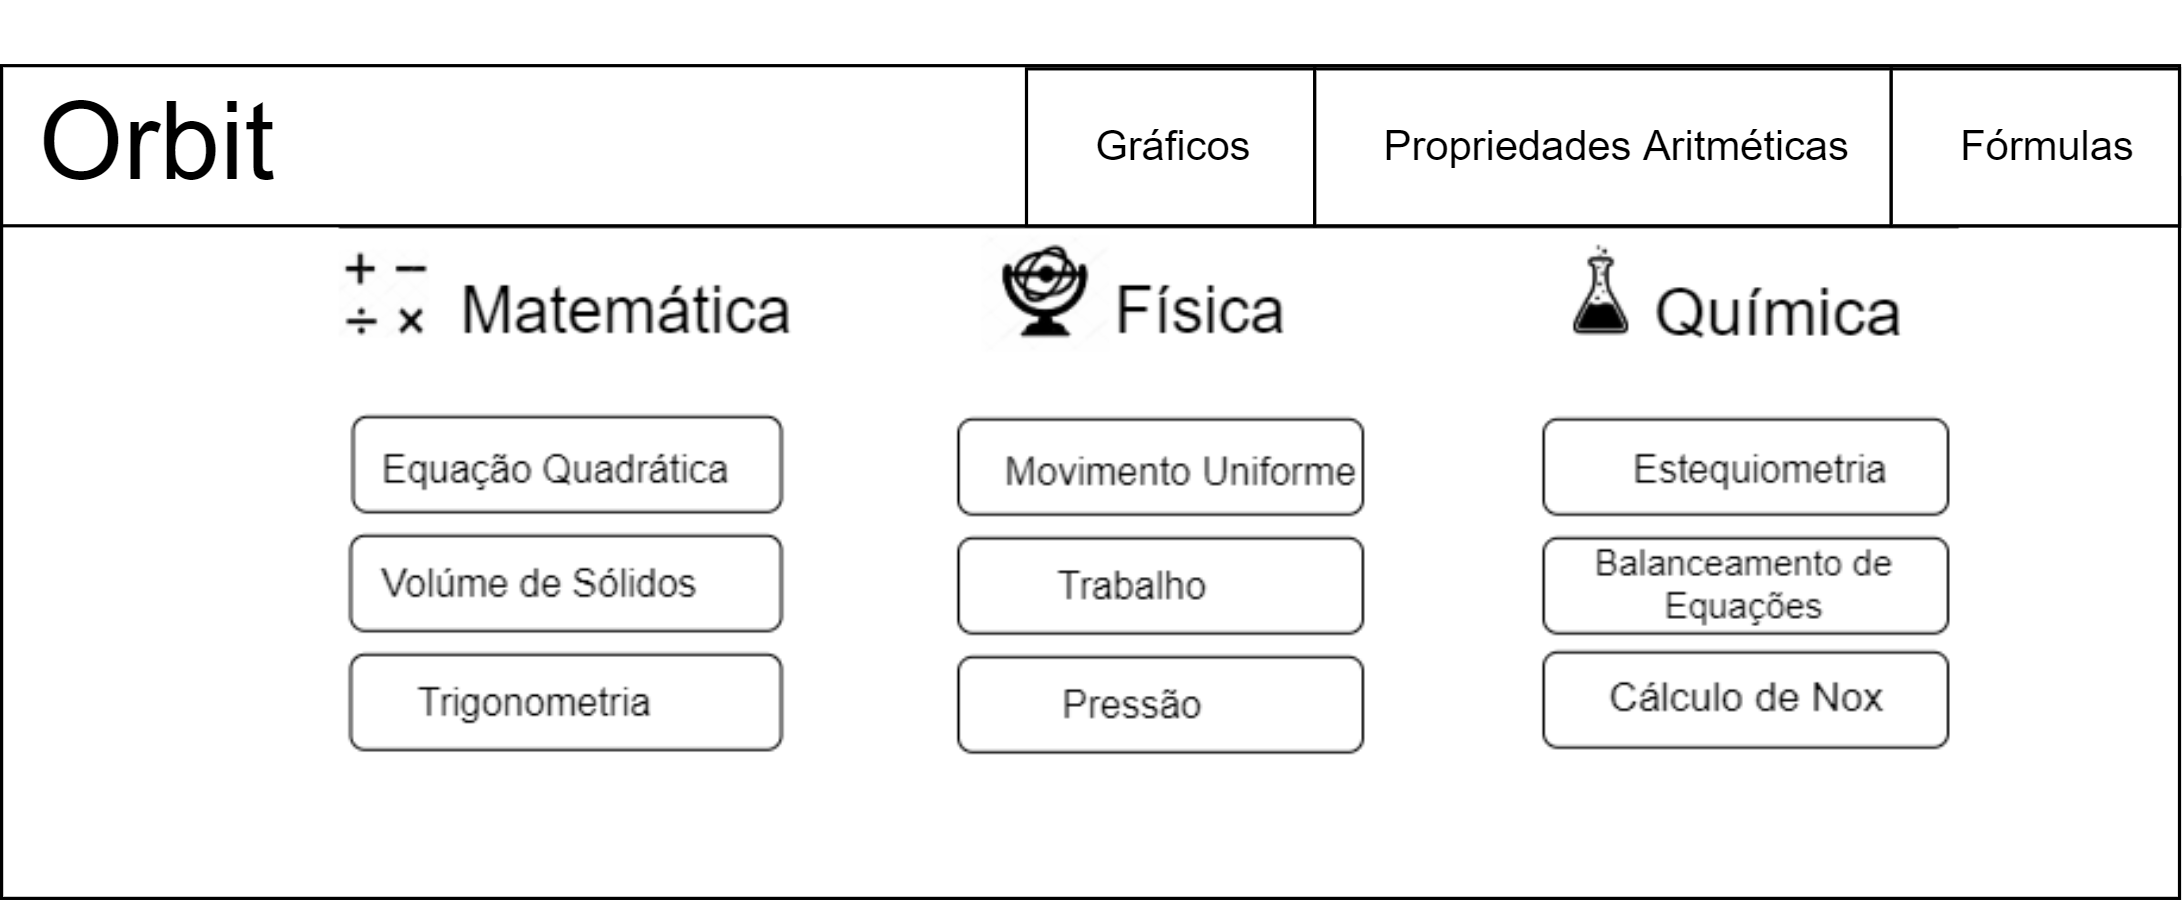 Orbit
Gráficos
Propriedades Aritméticas
Fórmulas
Matemática
Física
Química
Equação Quadrática
Movimento Uniforme
Estequiometria
Volúme de Sólidos
Trabalho
Balanceamento de
Equações
Trigonometria
Pressão
Cálculo de Nox